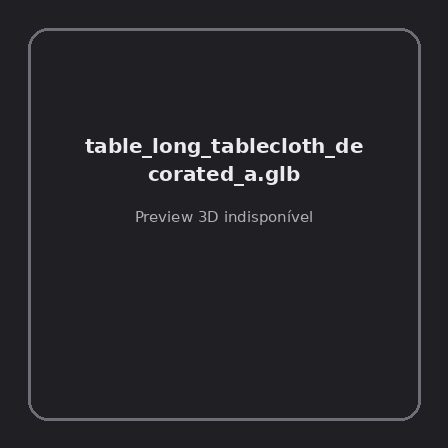 table_long_tablecloth_de
corated_a.glb
Preview 3D indisponível